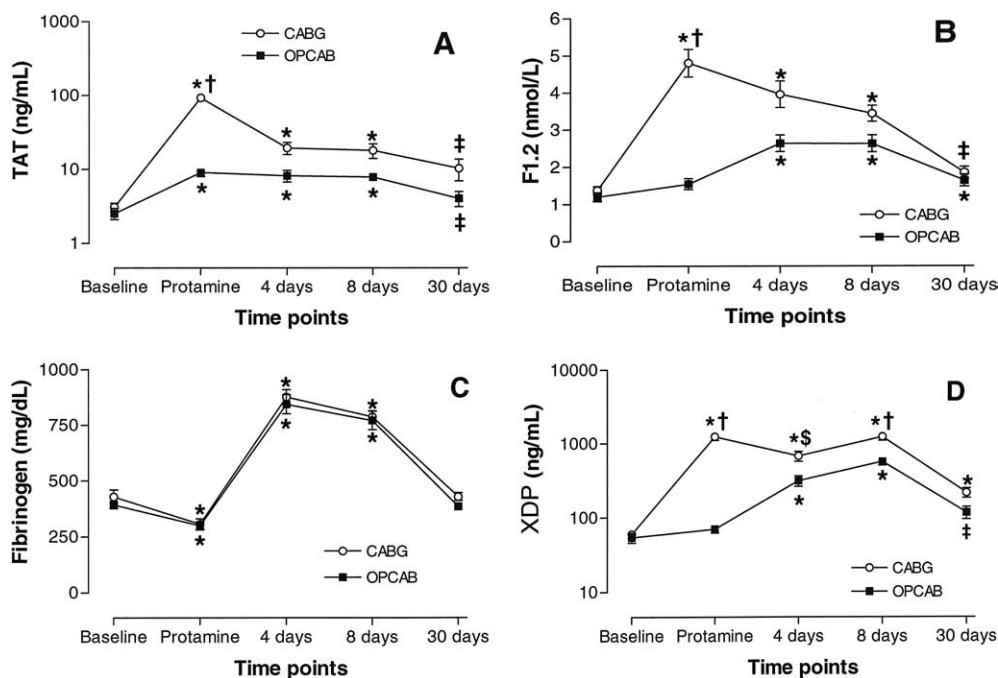 A
TAT (ng/mL)
1000
100
10
1
CABG
OPCAB
*†
*
*
‡
*
*
*
‡
Baseline Protamine 4 days 8 days 30 days
Time points
B
F1.2 (nmol/L)
6
5
4
3
2
1
0
*†
*
*
‡
*
*
*
CABG
OPCAB
Baseline Protamine 4 days 8 days 30 days
Time points
C
Fibrinogen (mg/dL)
1000
750
500
250
0
*
*
*
*
*
*
CABG
OPCAB
Baseline Protamine 4 days 8 days 30 days
Time points
D
XDP (ng/mL)
10000
1000
100
10
*†
*$
*†
*
*
*
‡
CABG
OPCAB
Baseline Protamine 4 days 8 days 30 days
Time points